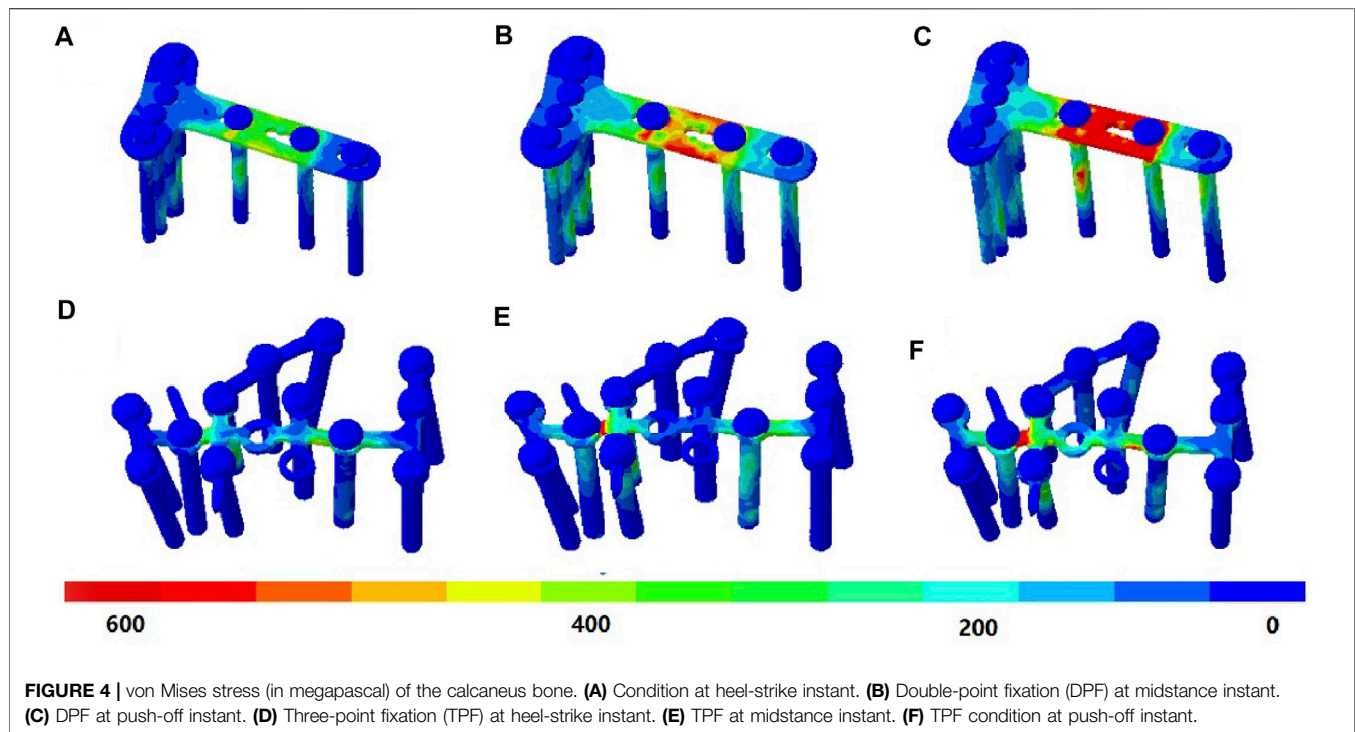 A
B
C
D
E
F
600 400 200 0
FIGURE 4 | von Mises stress (in megapascal) of the calcaneus bone. (A) Condition at heel-strike instant. (B) Double-point fixation (DPF) at midstance instant.
(C) DPF at push-off instant. (D) Three-point fixation (TPF) at heel-strike instant. (E) TPF at midstance instant. (F) TPF condition at push-off instant.